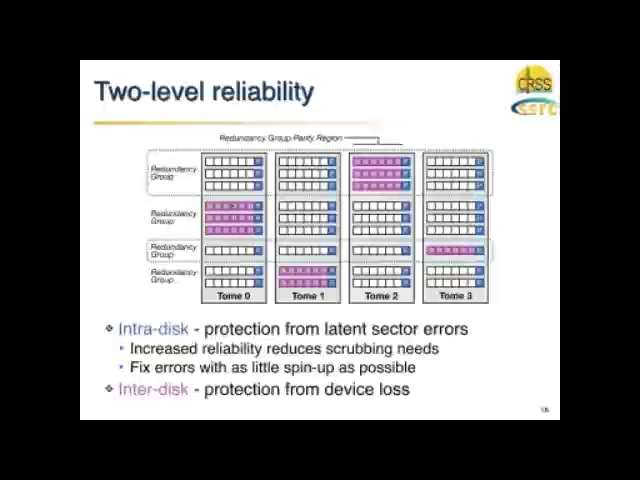 Two-level reliability
CRSS
ssrc
Redundancy Group Parity Region
Redundancy
Group
Redundancy
Group
Redundancy
Group
Redundancy
Group
Tome 0 Tome 1 Tome 2 Tome 3
❖ Intra-disk - protection from latent sector errors
• Increased reliability reduces scrubbing needs
• Fix errors with as little spin-up as possible
❖ Inter-disk - protection from device loss